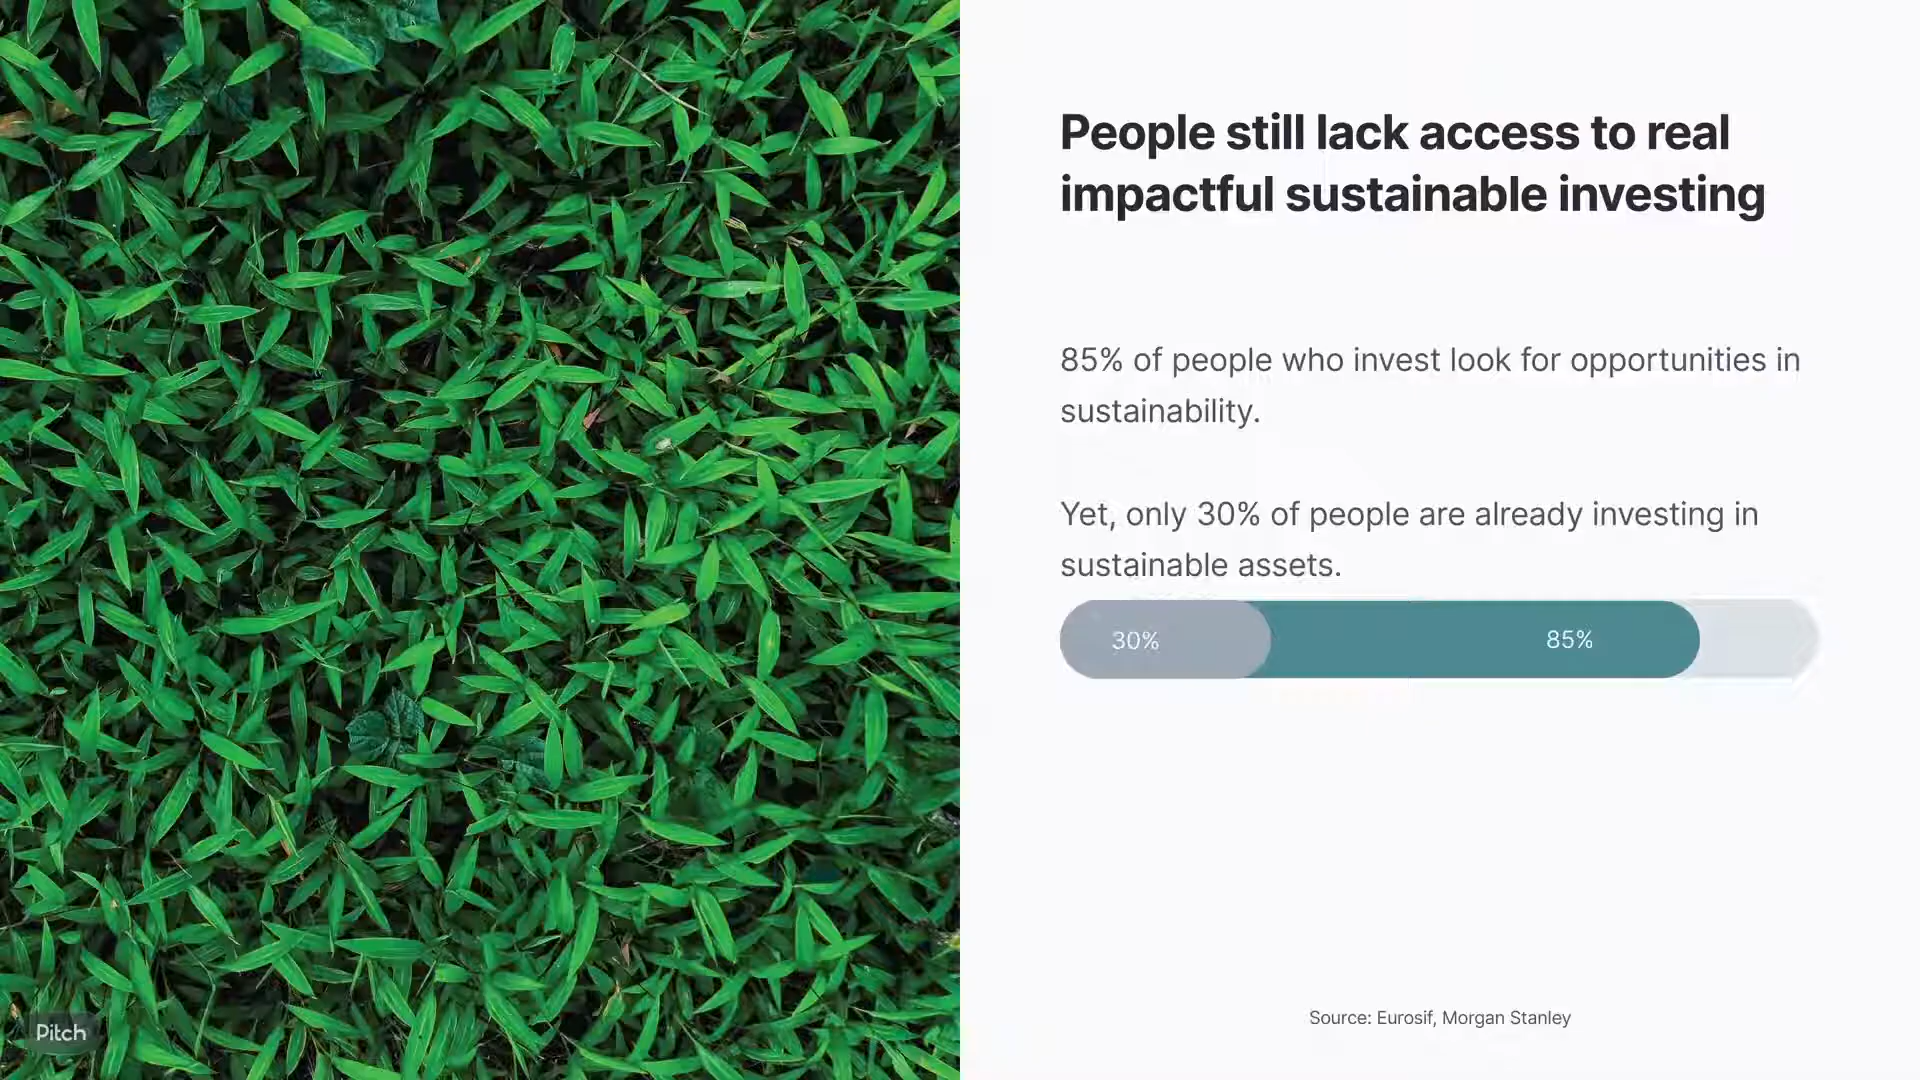 People still lack access to real
impactful sustainable investing
85% of people who invest look for opportunities in
sustainability.
Yet, only 30% of people are already investing in
sustainable assets.
30%
85%
Source: Eurosif, Morgan Stanley
Pitch